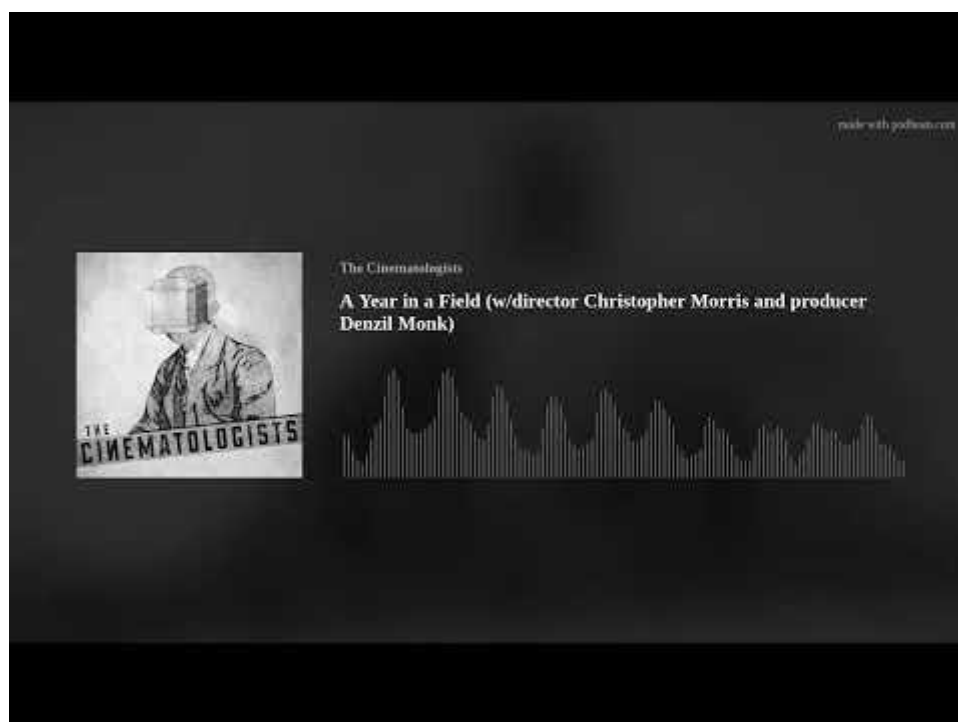 made with podbean.com
The Cinematologists
A Year in a Field (w/director Christopher Morris and producer
Denzil Monk)
THE
CINEMATOLOGISTS